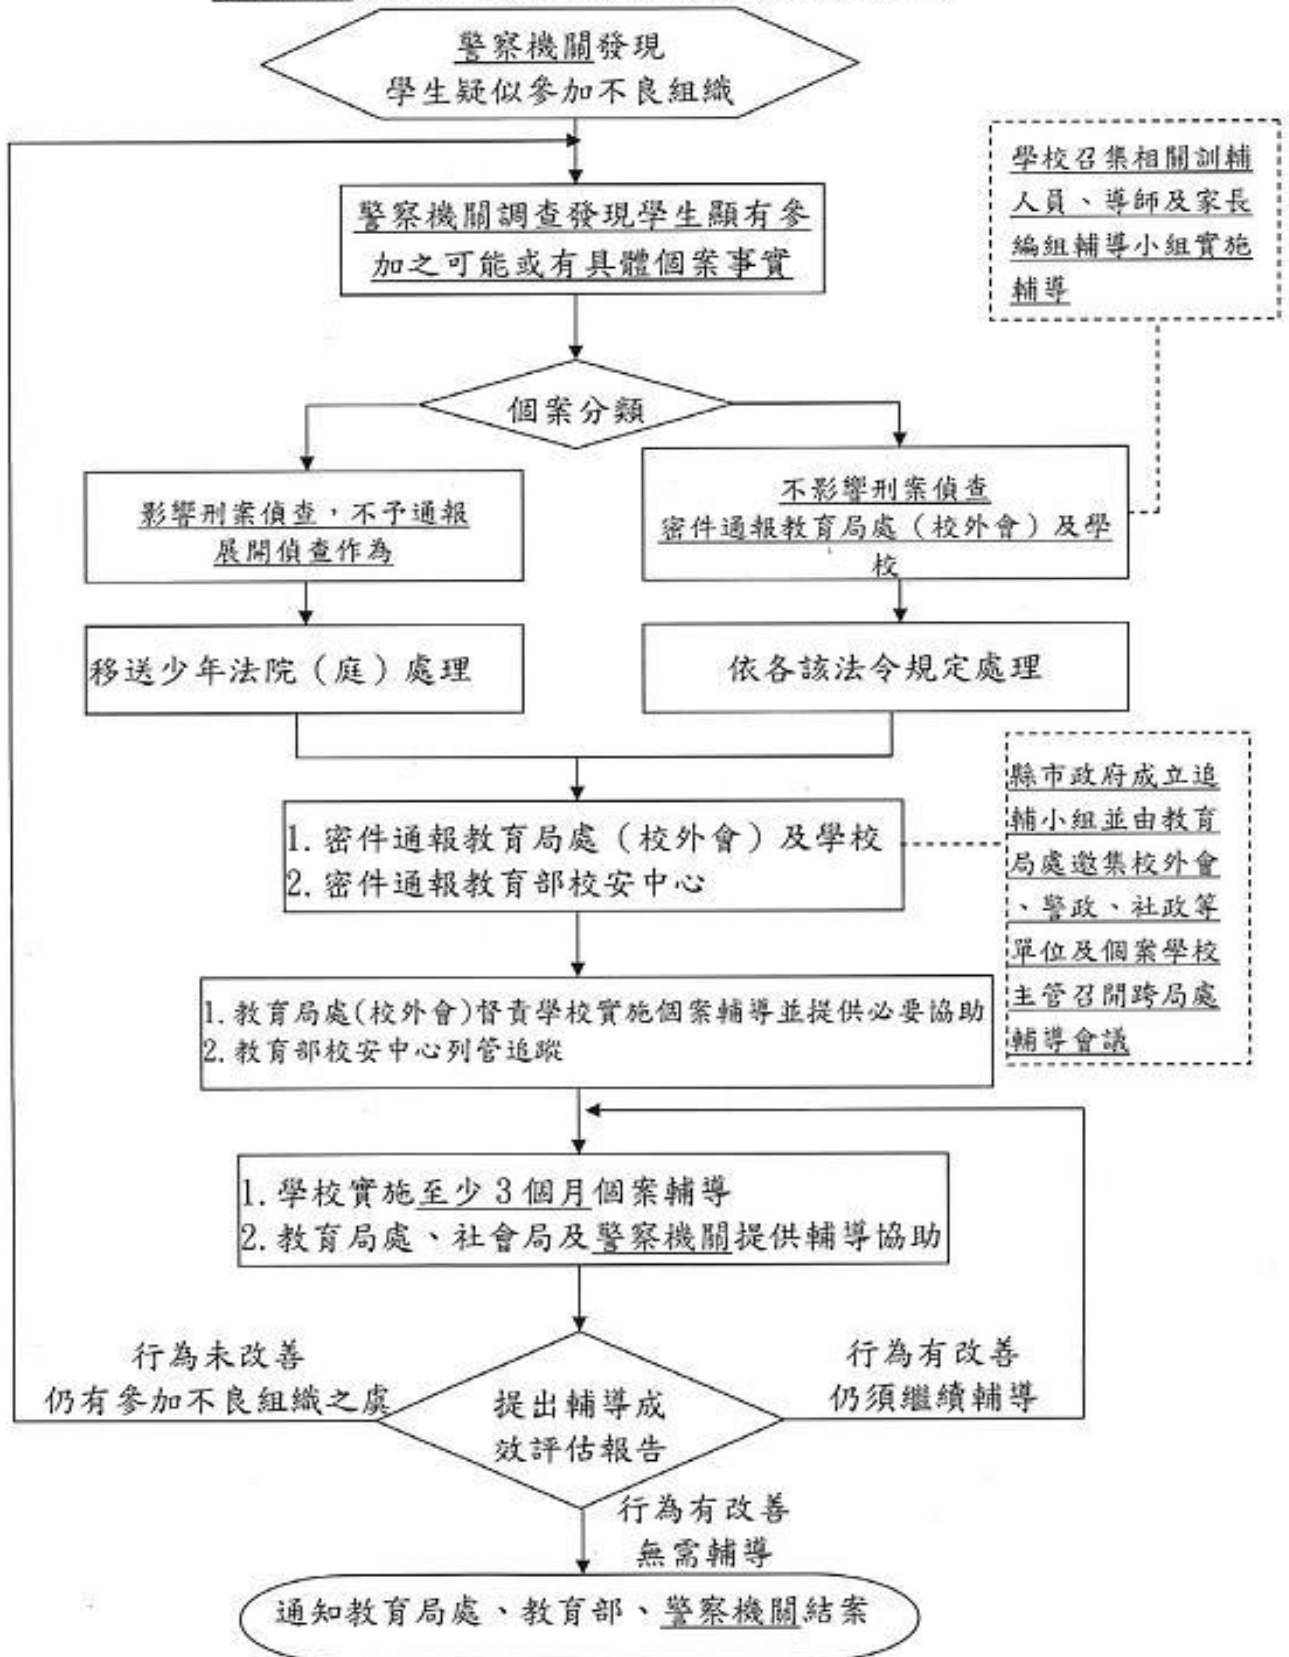 警察機關發現
學生疑似參加不良組織
警察機關調查發現學生顯有參
加之可能或有具體個案事實
學校召集相關訓輔
人員、導師及家長
編組輔導小組實施
輔導
個案分類
影響刑案偵查，不予通報
展開偵查作為
不影響刑案偵查
密件通報教育局處（校外會）及學
校
移送少年法院（庭）處理
依各該法令規定處理
1. 密件通報教育局處（校外會）及學校
2. 密件通報教育部校安中心
縣市政府成立追
輔小組並由教育
局處邀集校外會
、警政、社政等
單位及個案學校
主管召開跨局處
輔導會議
1. 教育局處(校外會)督責學校實施個案輔導並提供必要協助
2. 教育部校安中心列管追蹤
1. 學校實施至少3個月個案輔導
2. 教育局處、社會局及警察機關提供輔導協助
行為未改善
仍有參加不良組織之虞
提出輔導成
效評估報告
行為有改善
仍須繼續輔導
行為有改善
無需輔導
通知教育局處、教育部、警察機關結案